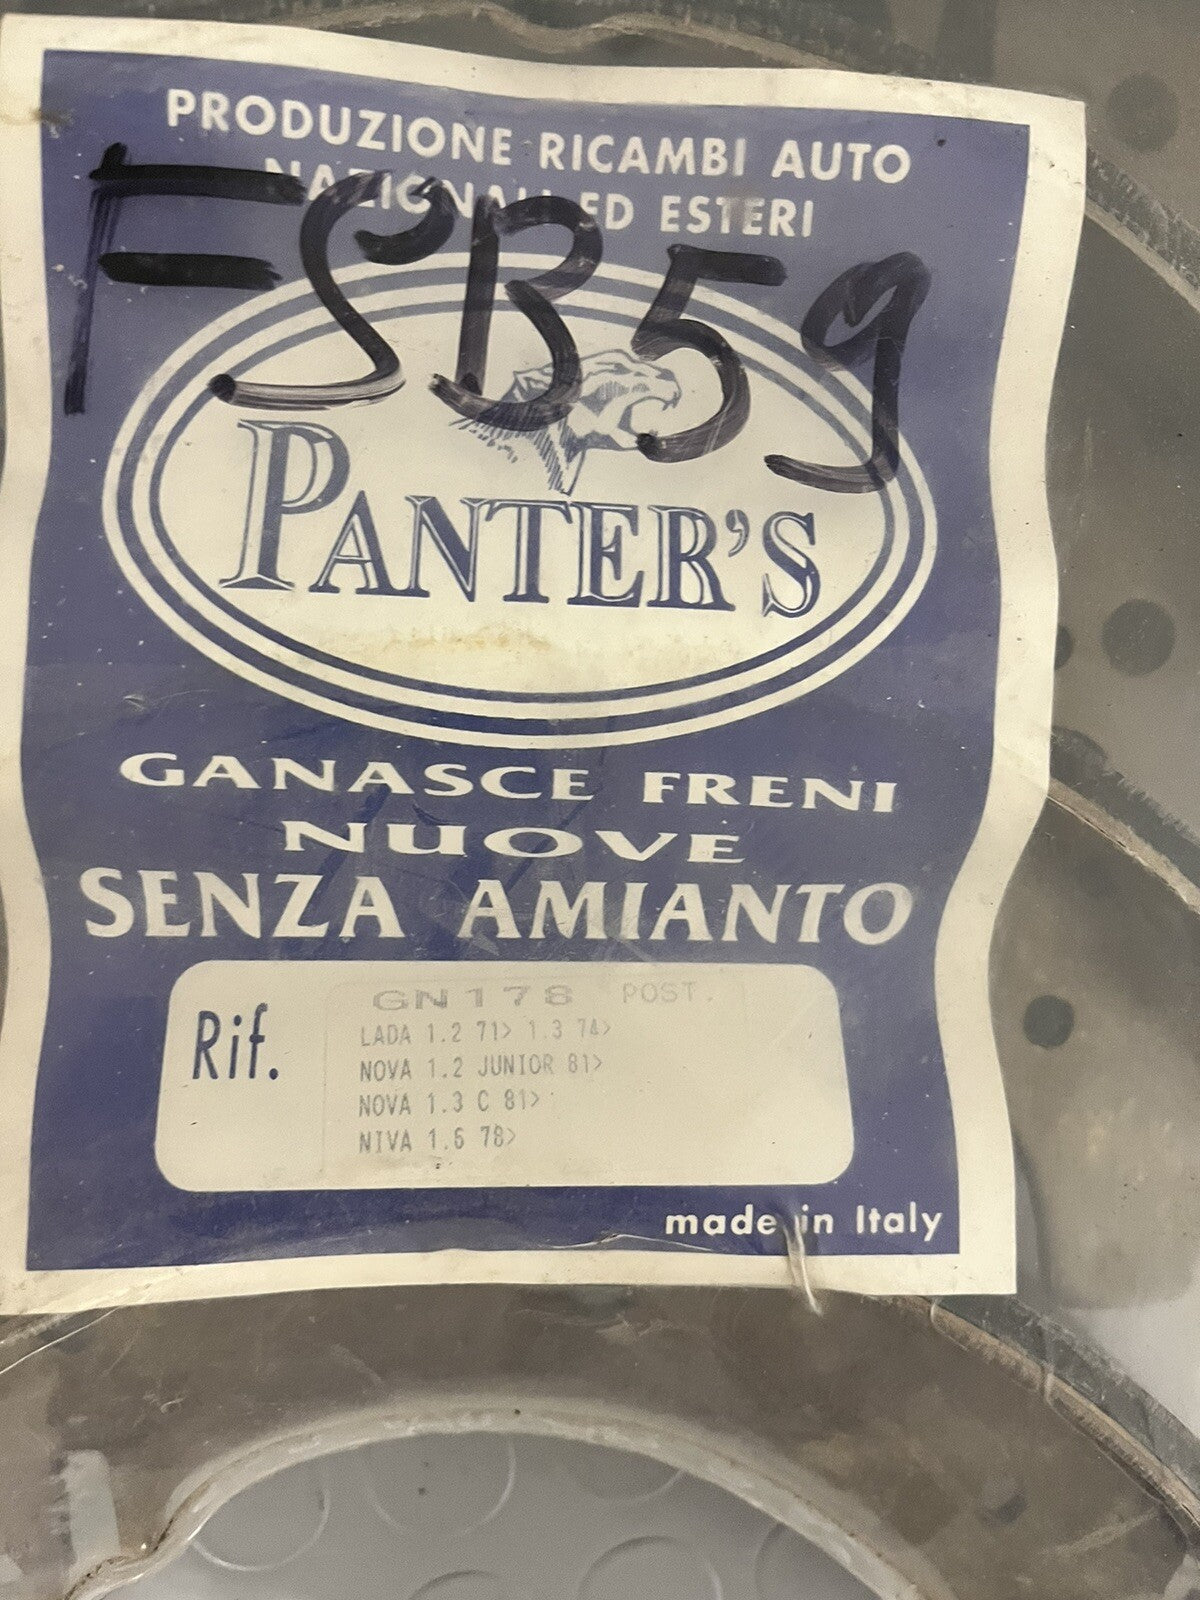 PRODUZIONE RICAMBI AUTO
NAZIONALI ED ESTERI
FSB59
PANTER'S
GANASCE FRENI
NUOVE
SENZA AMIANTO
Rif.
GN178 POST.
LADA 1.2 71> 1.3 74>
NOVA 1.2 JUNIOR 81>
NOVA 1.3 C 81>
NIVA 1.6 78>
made in Italy